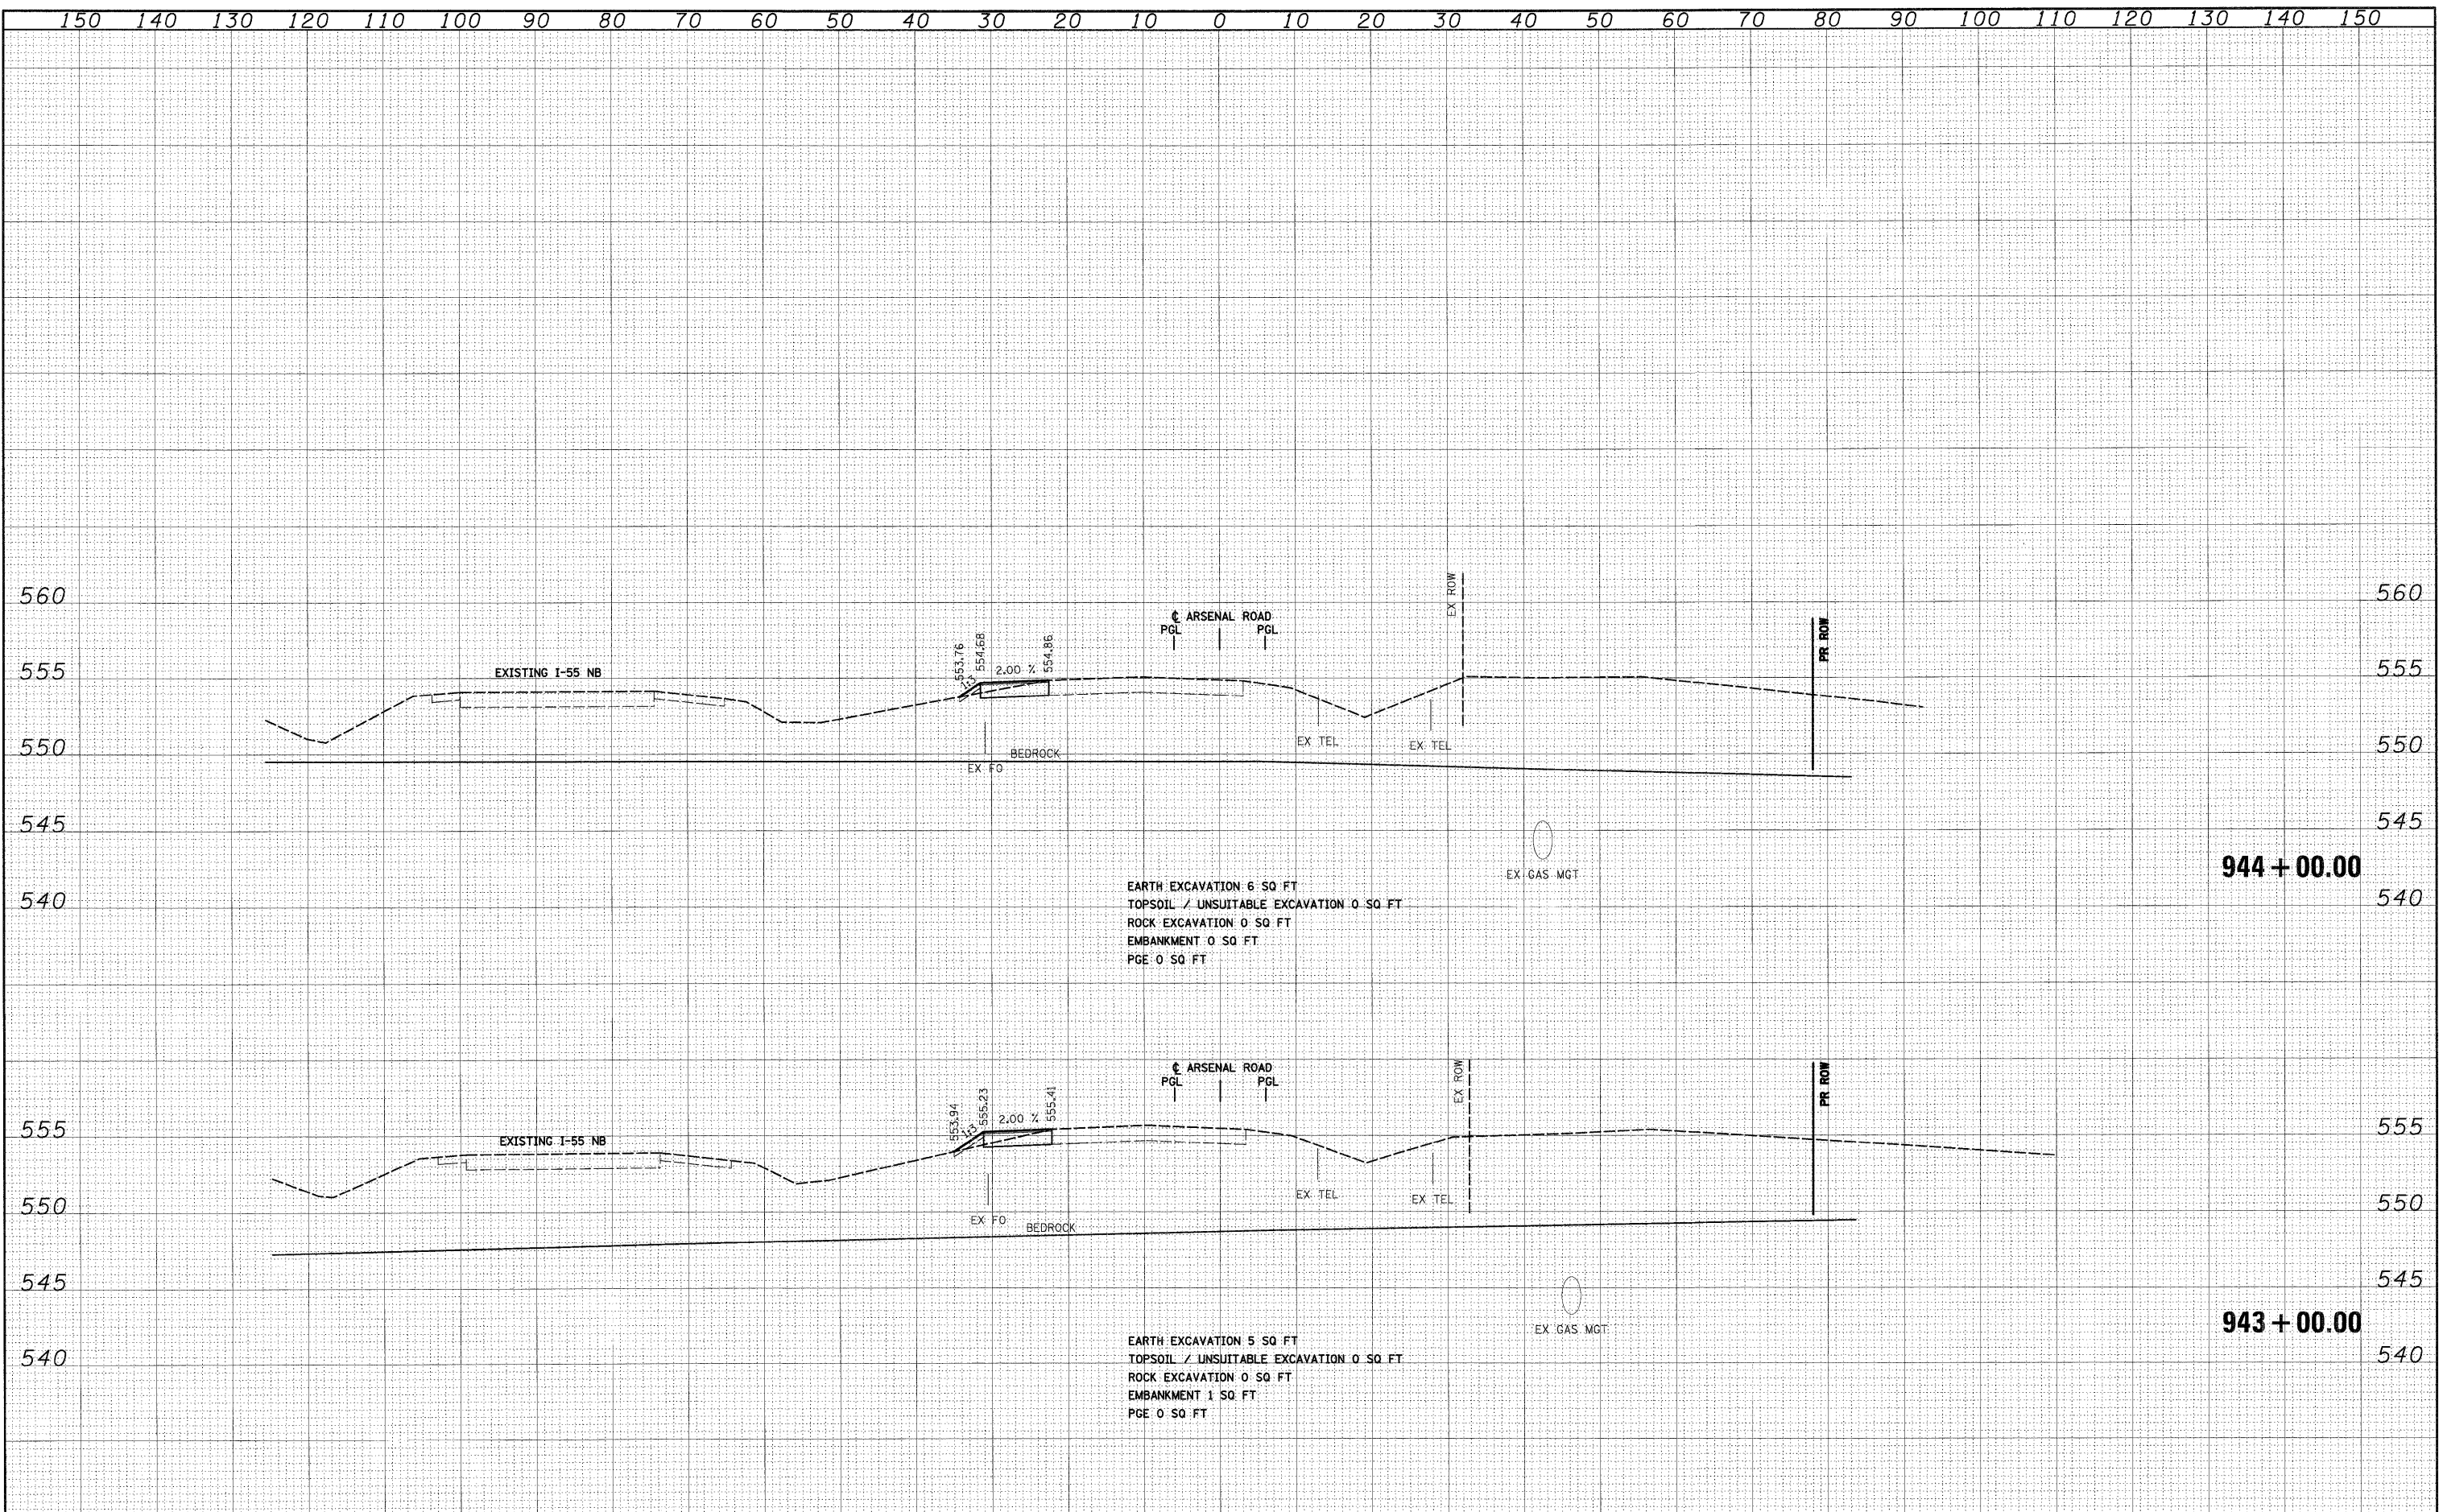 150 140 130 120 110 100 90 80 70 60 50 40 30 20 10 0 10 20 30 40 50 60 70 80 90 100 110 120 130 140 150
560 560
EX ROW
℄ ARSENAL ROAD
PGL PGL
PR ROW
553.76 554.68 554.86
2.00 %
1:3
555 555
EXISTING I-55 NB
EX TEL EX TEL
550 550
BEDROCK
EX FO
545 545
EX GAS MGT
944+00.00
EARTH EXCAVATION 6 SQ FT
540 540
TOPSOIL / UNSUITABLE EXCAVATION 0 SQ FT
ROCK EXCAVATION 0 SQ FT
EMBANKMENT 0 SQ FT
PGE 0 SQ FT
℄ ARSENAL ROAD
PGL PGL
EX ROW
PR ROW
553.94 555.23 555.41
2.00 %
1:3
555 555
EXISTING I-55 NB
EX TEL EX TEL
550 550
EX FO
BEDROCK
545 545
943+00.00
EX GAS MGT
EARTH EXCAVATION 5 SQ FT
540 540
TOPSOIL / UNSUITABLE EXCAVATION 0 SQ FT
ROCK EXCAVATION 0 SQ FT
EMBANKMENT 1 SQ FT
PGE 0 SQ FT